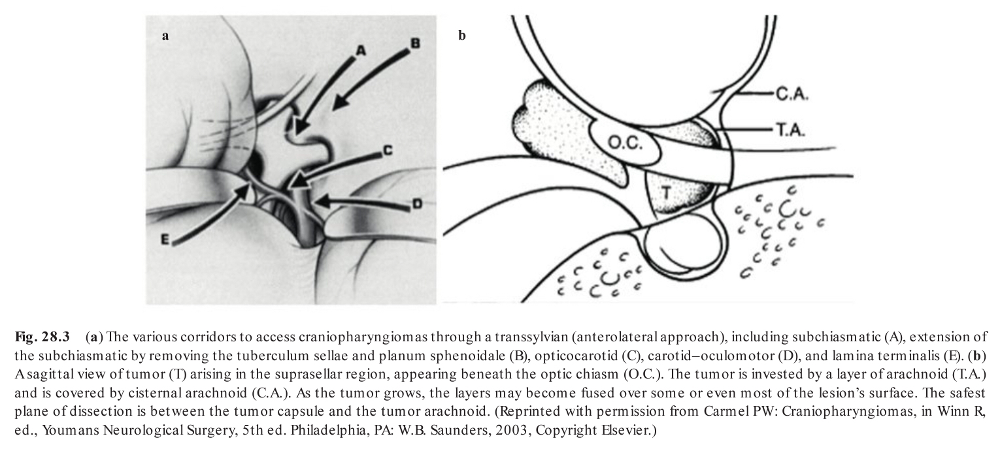 a
A
B
C
D
E
b
C.A.
T.A.
O.C.
T
Fig. 28.3 (a) The various corridors to access craniopharyngiomas through a transsylvian (anterolateral approach), including subchiasmatic (A), extension of
the subchiasmatic by removing the tuberculum sellae and planum sphenoidale (B), opticocarotid (C), carotid–oculomotor (D), and lamina terminalis (E). (b)
A sagittal view of tumor (T) arising in the suprasellar region, appearing beneath the optic chiasm (O.C.). The tumor is invested by a layer of arachnoid (T.A.)
and is covered by cisternal arachnoid (C.A.). As the tumor grows, the layers may become fused over some or even most of the lesion's surface. The safest
plane of dissection is between the tumor capsule and the tumor arachnoid. (Reprinted with permission from Carmel PW: Craniopharyngiomas, in Winn R,
ed., Youmans Neurological Surgery, 5th ed. Philadelphia, PA: W.B. Saunders, 2003, Copyright Elsevier.)